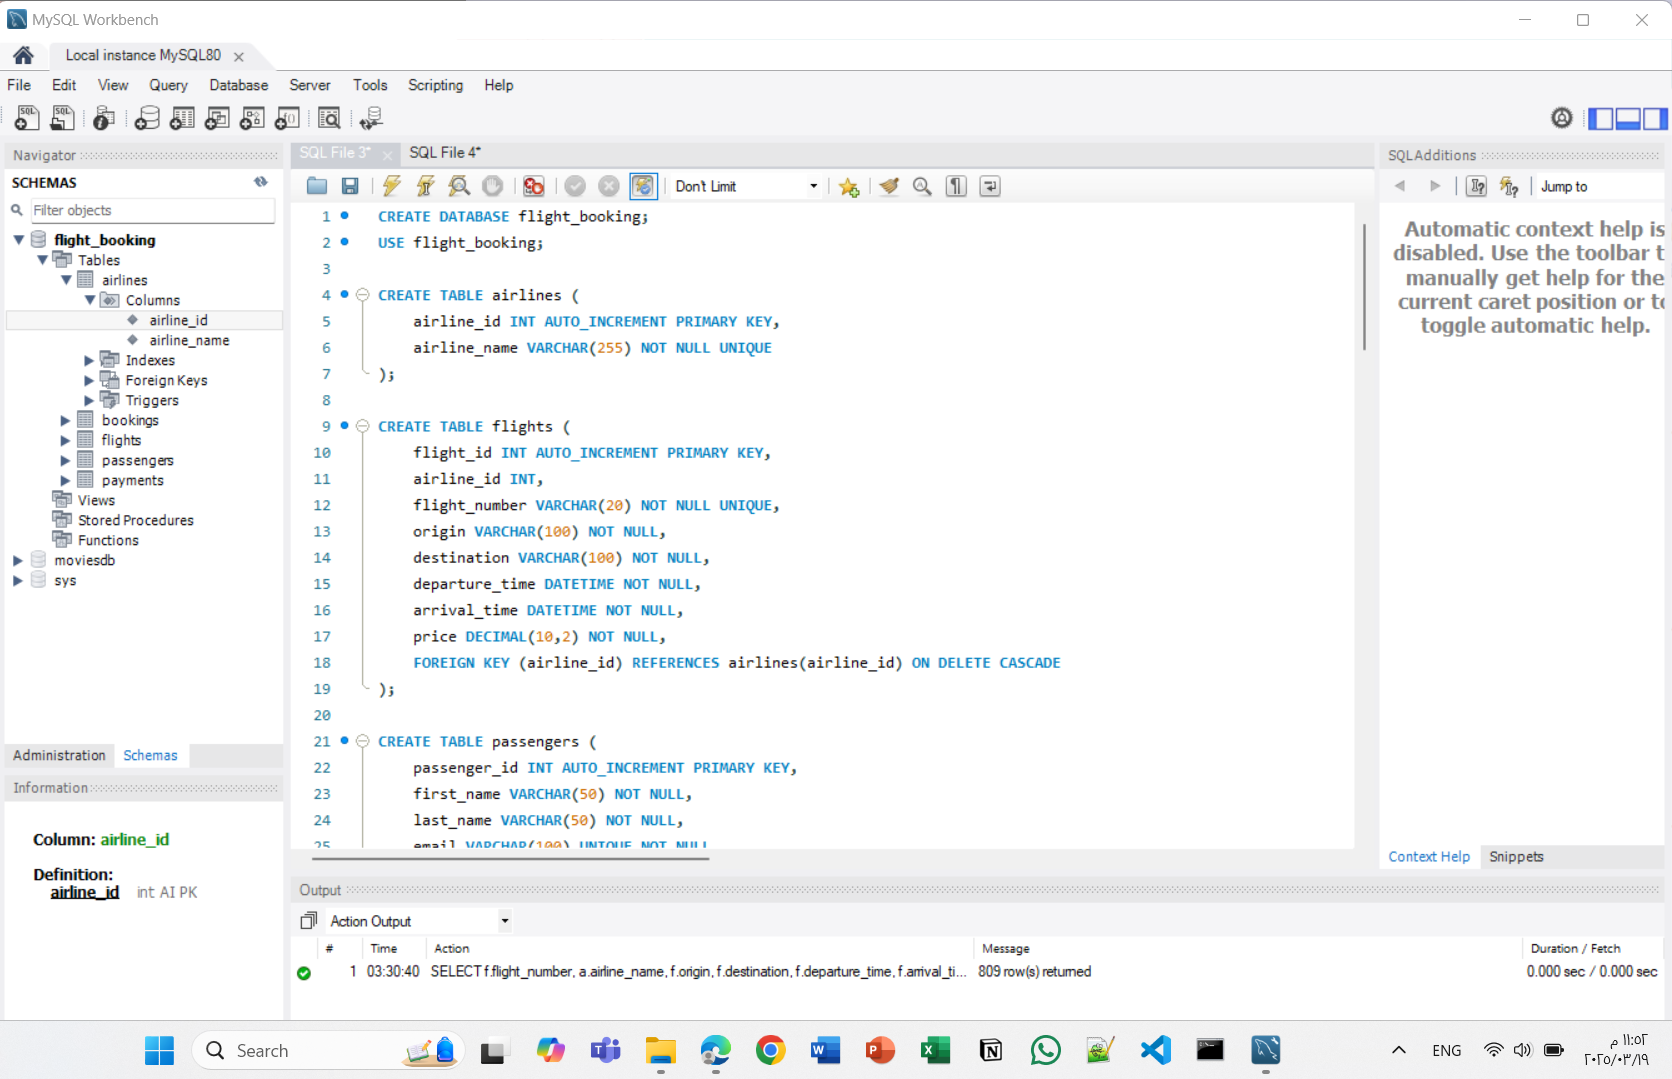 MySQL Workbench
Local instance MySQL80
File Edit View Query Database Server Tools Scripting Help
Navigator
SCHEMAS
Filter objects
flight_booking
Tables
airlines
Columns
airline_id
airline_name
Indexes
Foreign Keys
Triggers
bookings
flights
passengers
payments
Views
Stored Procedures
Functions
moviesdb
sys
Administration Schemas
Information
Column: airline_id
Definition:
airline_id int AI PK
SQL File 3* SQL File 4*
Don't Limit
1 CREATE DATABASE flight_booking;
2 USE flight_booking;
3
4 CREATE TABLE airlines (
5 airline_id INT AUTO_INCREMENT PRIMARY KEY,
6 airline_name VARCHAR(255) NOT NULL UNIQUE
7 );
8
9 CREATE TABLE flights (
10 flight_id INT AUTO_INCREMENT PRIMARY KEY,
11 airline_id INT,
12 flight_number VARCHAR(20) NOT NULL UNIQUE,
13 origin VARCHAR(100) NOT NULL,
14 destination VARCHAR(100) NOT NULL,
15 departure_time DATETIME NOT NULL,
16 arrival_time DATETIME NOT NULL,
17 price DECIMAL(10,2) NOT NULL,
18 FOREIGN KEY (airline_id) REFERENCES airlines(airline_id) ON DELETE CASCADE
19 );
20
21 CREATE TABLE passengers (
22 passenger_id INT AUTO_INCREMENT PRIMARY KEY,
23 first_name VARCHAR(50) NOT NULL,
24 last_name VARCHAR(50) NOT NULL,
25 email VARCHAR(100) UNIQUE NOT NULL
SQLAdditions
Jump to
Automatic context help is
disabled. Use the toolbar t
manually get help for the
current caret position or to
toggle automatic help.
Context Help Snippets
Output
Action Output
# Time Action Message Duration / Fetch
1 03:30:40 SELECT f.flight_number, a.airline_name, f.origin, f.destination, f.departure_time, f.arrival_ti... 809 row(s) returned 0.000 sec / 0.000 sec
Search
ENG
١١:٥٢ م
٢٠٢٥/٠٣/١٩